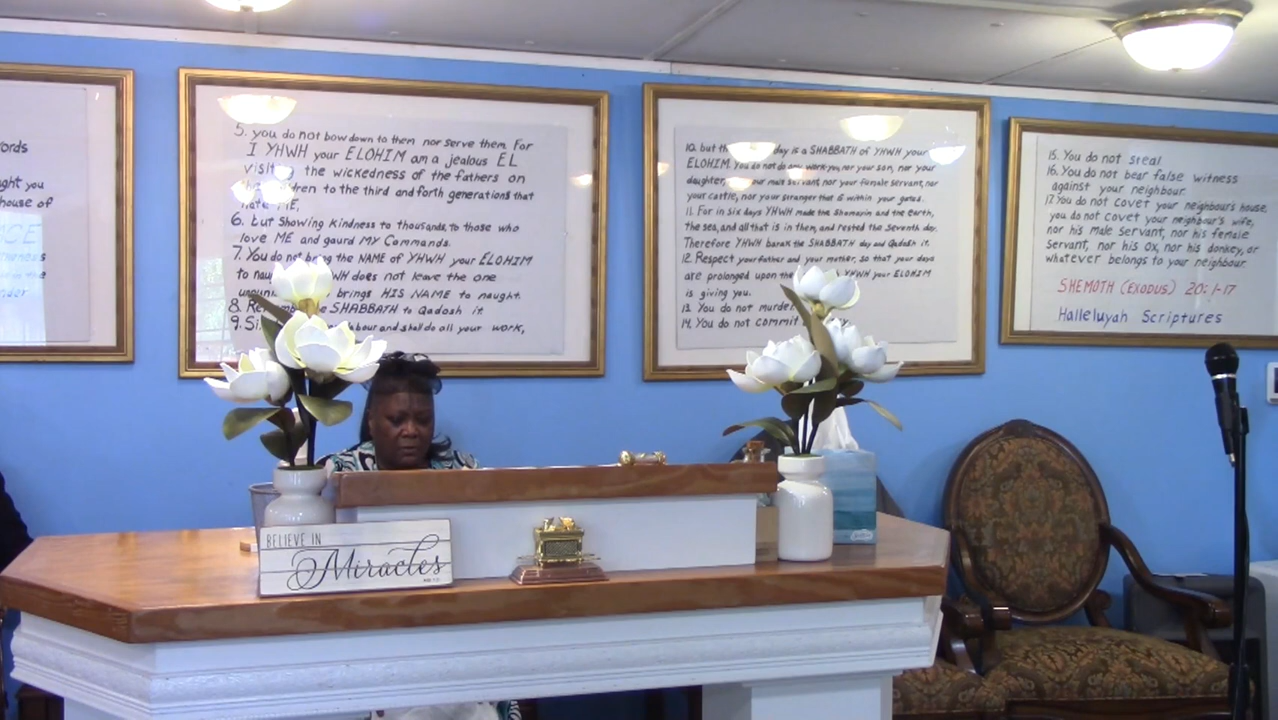 ords
ght you
house of
5. you do not bow down to them nor serve them. For
I YHWH your ELOHIM am a jealous EL
visit the wickedness of the fathers on
to the third and forth generations that
hate ME,
6. but showing kindness to thousands, to those who
love ME and gaurd MY Commands.
7. You do not bring the NAME of YHWH your ELOHIM
to does not leave the one
brings HIS NAME to naught.
8. SHABBATH to Qadosh it
9. and shall do all your work,
10. but day is a SHABBATH of YHWH your
ELOHIM. You do not do any work you, nor your son, nor your
daughter, your male servant, nor your female servant, nor
your castle, nor your stranger that is within your gates.
11. For in six days YHWH made the Shamazin and the earth,
the sea, and all that is in them, and rested the seventh day.
Therefore YHWH barak the SHABBATH day and Qadosh it.
12. Respect your father and your mother, so that your days
are prolonged upon the YHWH your ELOHIM
is giving you.
13. You do not murder
14. You do not commit
15. You do not steal
16. You do not bear false witness
against your neighbour.
17. You do not covet your neighbour's house,
you do not covet your neighbour's wife,
nor his male servant, nor his female
servant, nor his ox, nor his donkey, or
whatever belongs to your neighbour.
SHEMOTH (EXODUS) 20:1-17
Halleluyah Scriptures
BELIEVE IN
Miracles